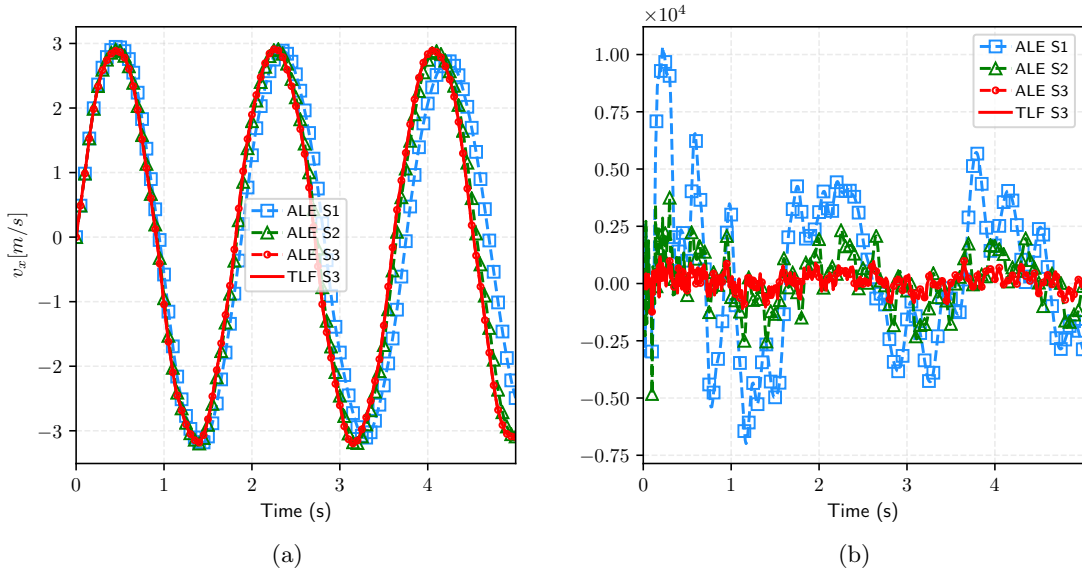 3
2
1
0
−1
−2
−3
v_x[m/s]
0
1
2
3
4
Time (s)
ALE S1
ALE S2
ALE S3
TLF S3
(a)
×10^4
1.00
0.75
0.50
0.25
0.00
−0.25
−0.50
−0.75
0
1
2
3
4
Time (s)
ALE S1
ALE S2
ALE S3
TLF S3
(b)